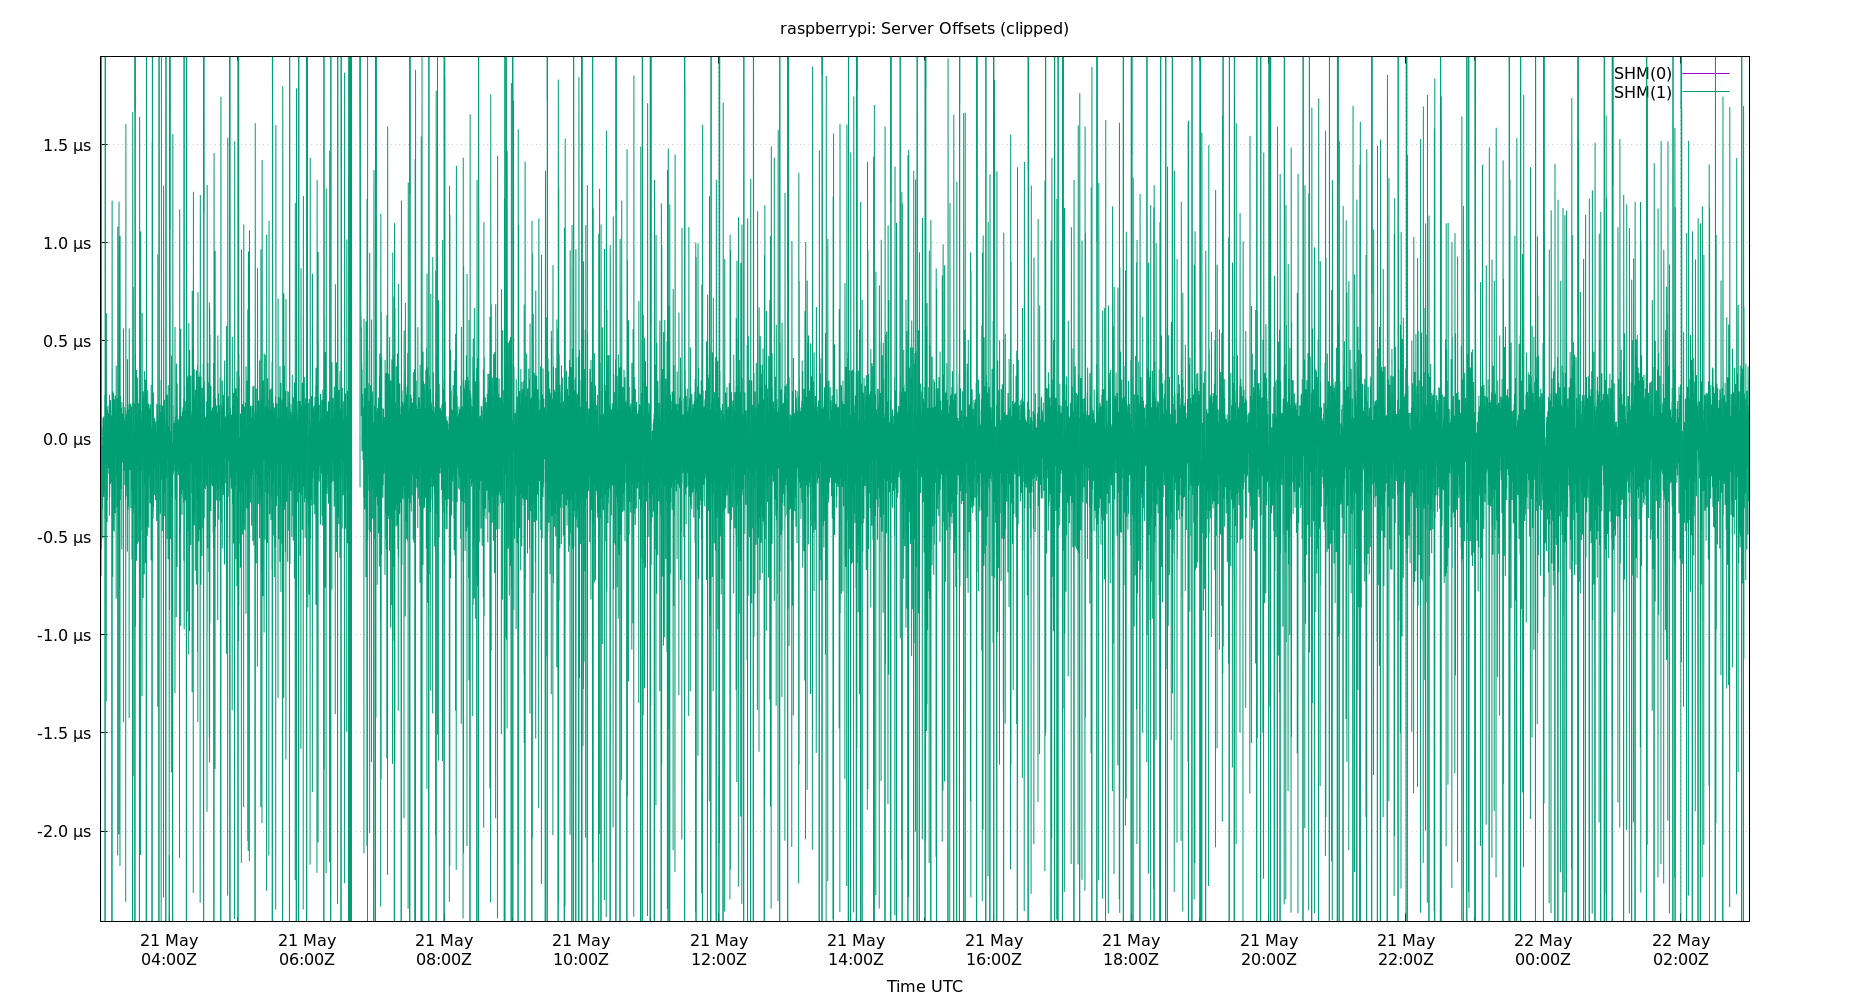 raspberrypi: Server Offsets (clipped)
SHM(0)
SHM(1)
1.5 µs
1.0 µs
0.5 µs
0.0 µs
-0.5 µs
-1.0 µs
-1.5 µs
-2.0 µs
21 May 21 May 21 May 21 May 21 May 21 May 21 May 21 May 21 May 21 May 22 May 22 May
04:00Z 06:00Z 08:00Z 10:00Z 12:00Z 14:00Z 16:00Z 18:00Z 20:00Z 22:00Z 00:00Z 02:00Z
Time UTC